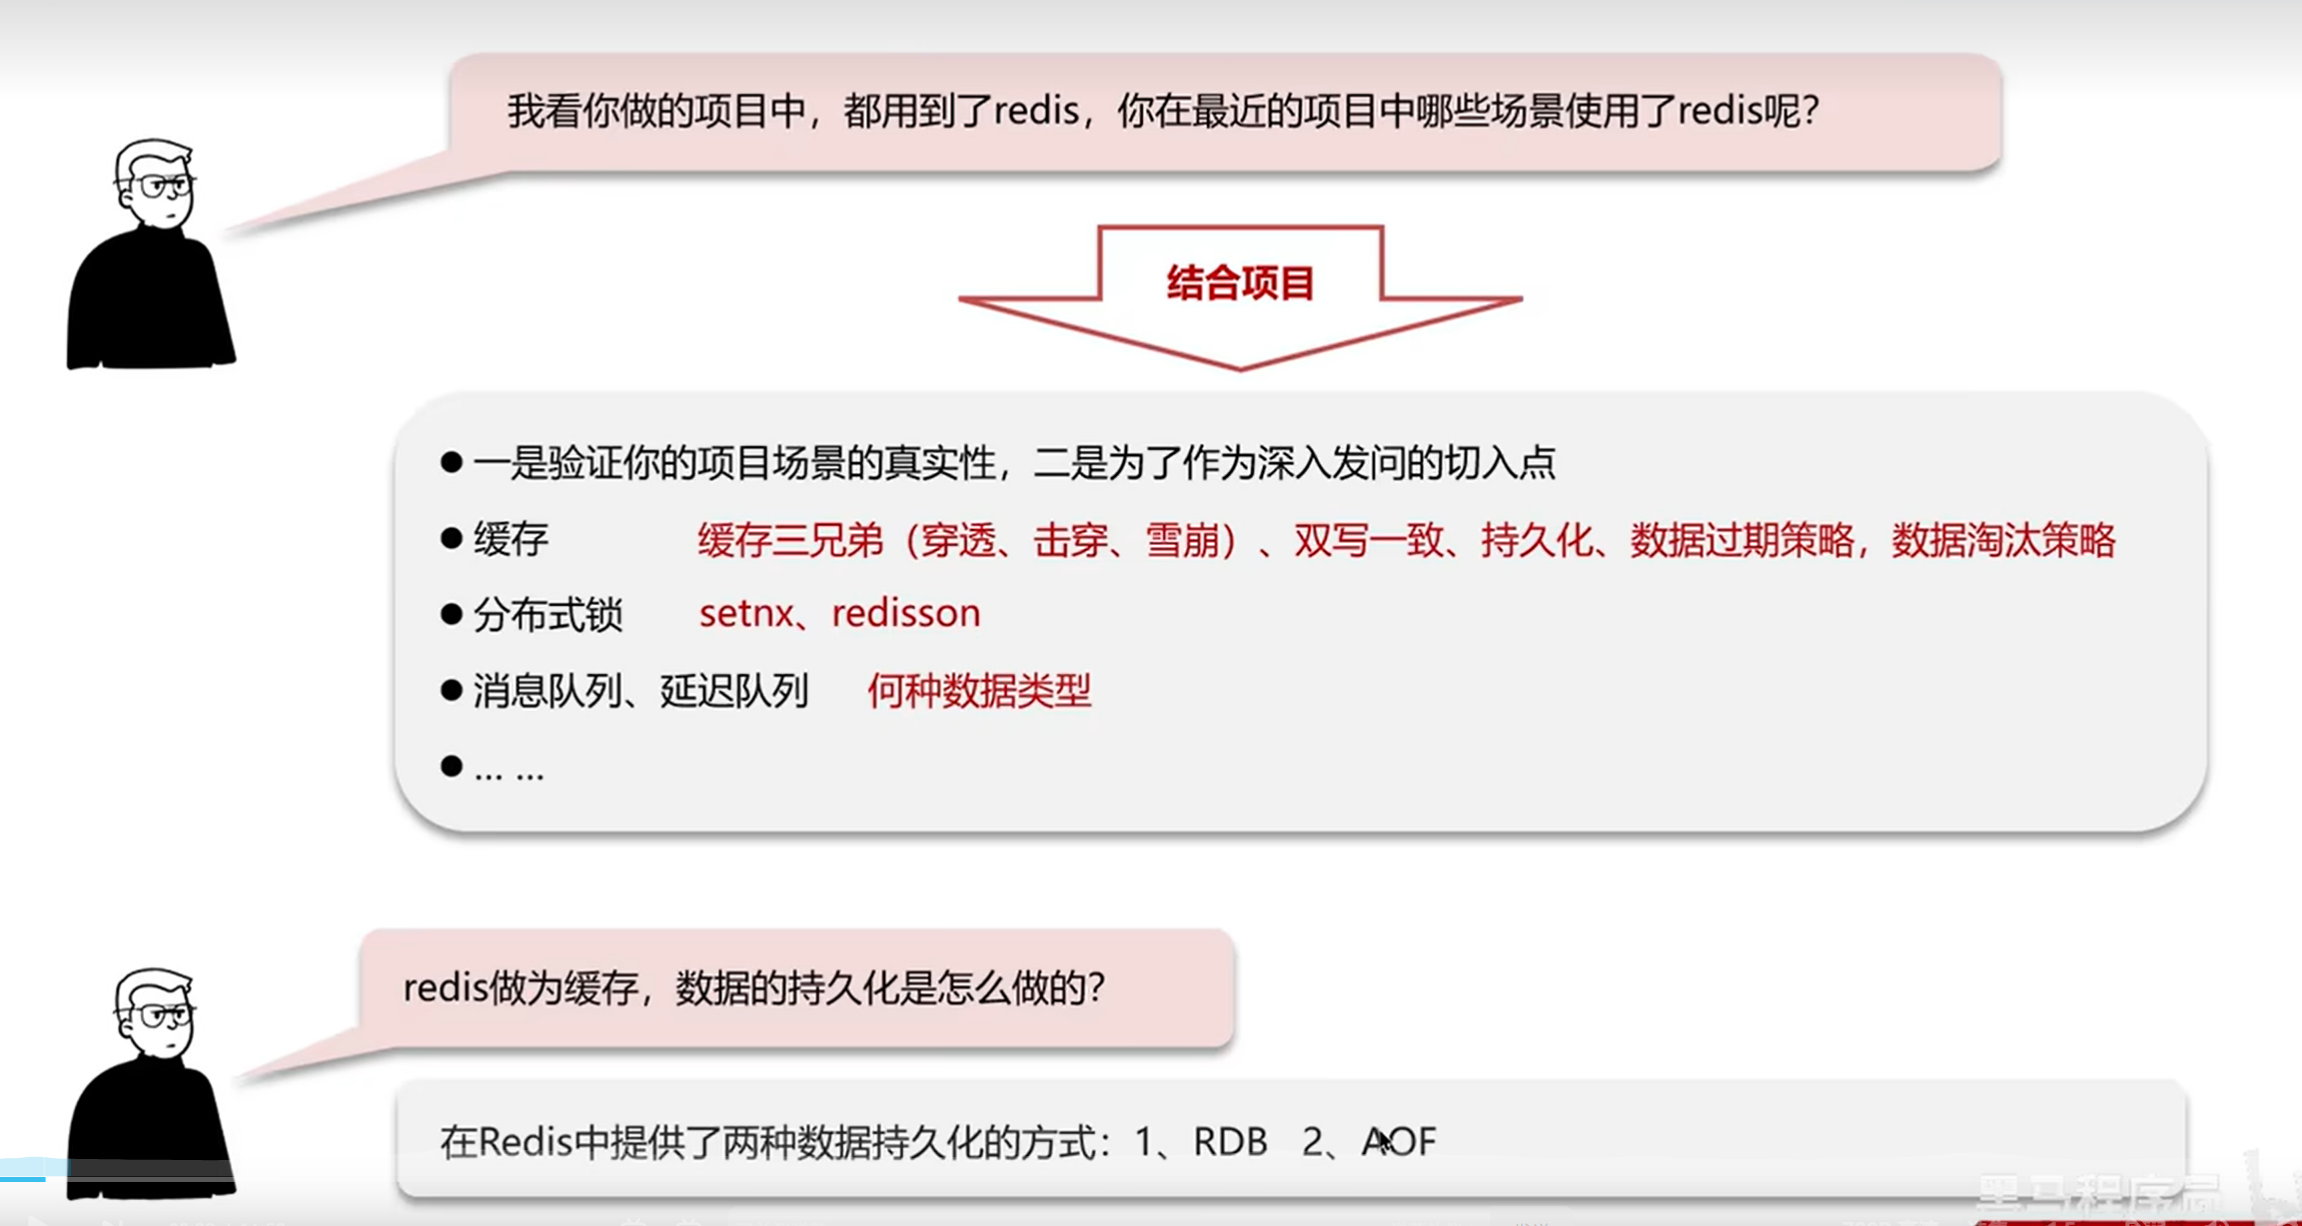 我看你做的项目中，都用到了redis，你在最近的项目中哪些场景使用了redis呢？
结合项目
● 一是验证你的项目场景的真实性，二是为了作为深入发问的切入点
● 缓存 缓存三兄弟（穿透、击穿、雪崩）、双写一致、持久化、数据过期策略，数据淘汰策略
● 分布式锁 setnx、redisson
● 消息队列、延迟队列 何种数据类型
● … …
redis做为缓存，数据的持久化是怎么做的？
在Redis中提供了两种数据持久化的方式：1、RDB 2、AOF
黑马程序员